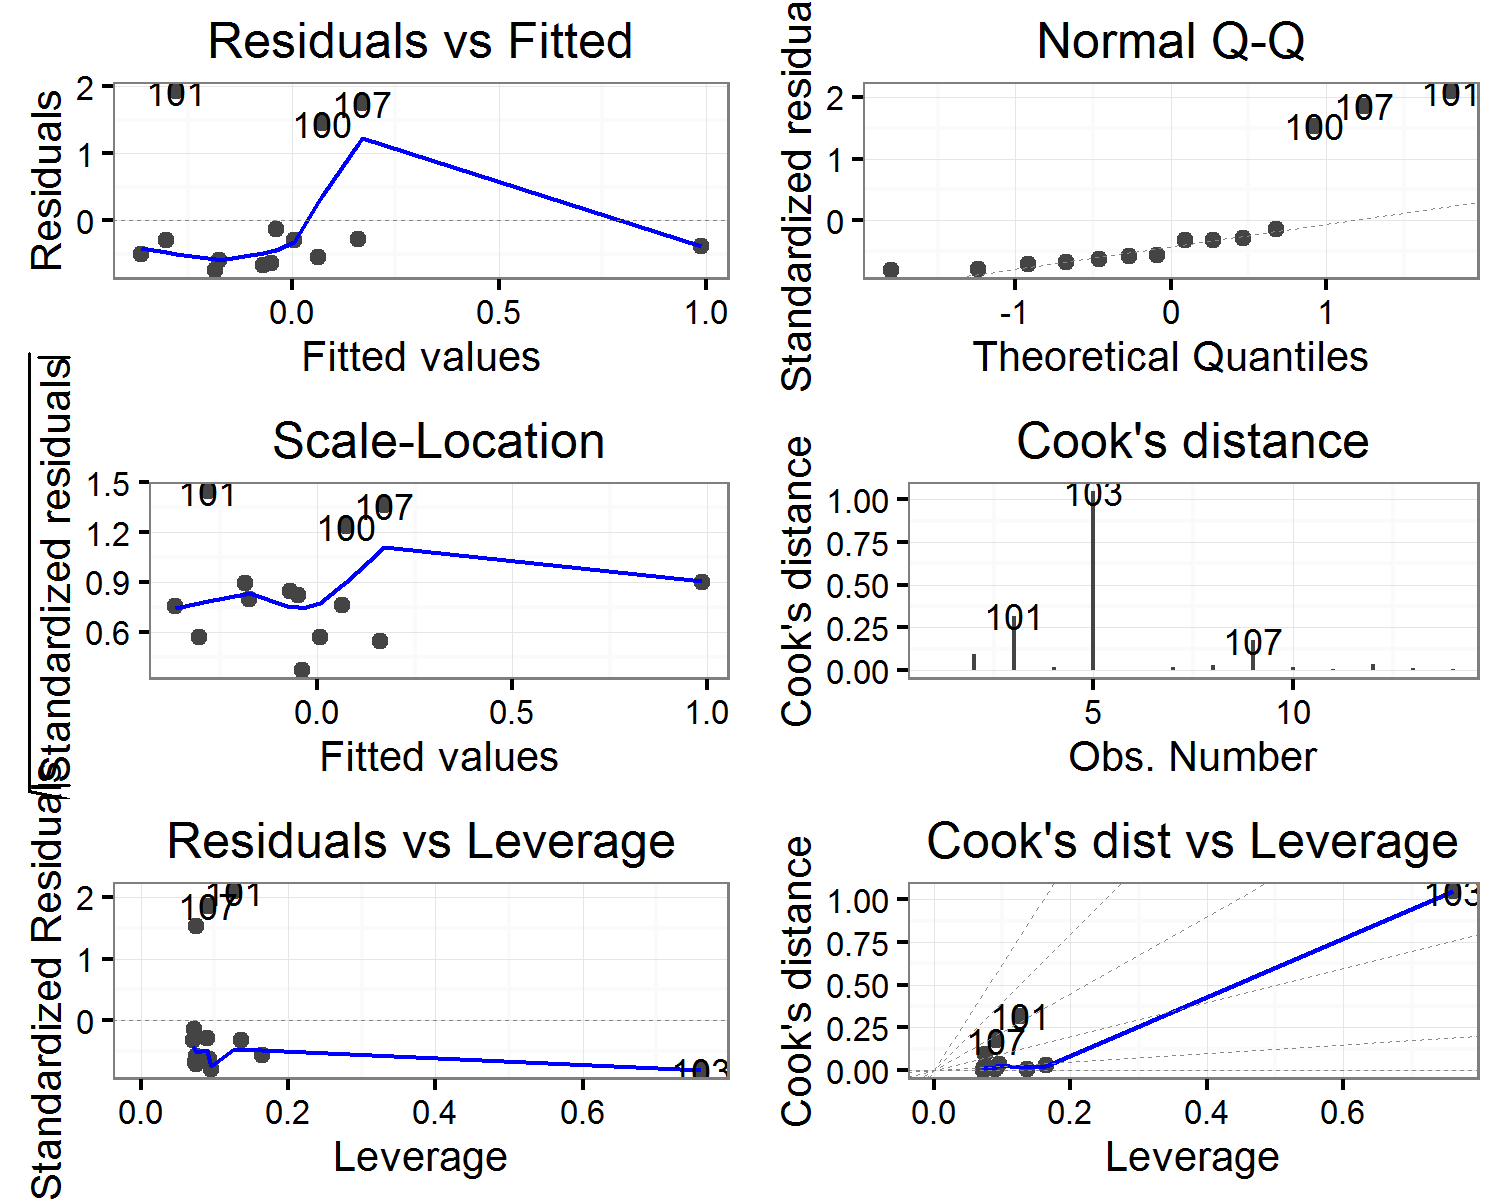 Residuals vs Fitted
Residuals
2
1
0
101
107
100
0.0 0.5 1.0
Fitted values
Normal Q-Q
Standardized residua
2
1
0
101
107
100
-1 0 1
Theoretical Quantiles
Scale-Location
Standardized residuals
1.5
1.2
0.9
0.6
101
107
100
0.0 0.5 1.0
Fitted values
Cook's distance
Cook's distance
1.00
0.75
0.50
0.25
0.00
103
101
107
5 10
Obs. Number
Residuals vs Leverage
Standardized Residuals
2
1
0
101
107
103
0.0 0.2 0.4 0.6
Leverage
Cook's dist vs Leverage
Cook's distance
1.00
0.75
0.50
0.25
0.00
103
101
107
0.0 0.2 0.4 0.6
Leverage